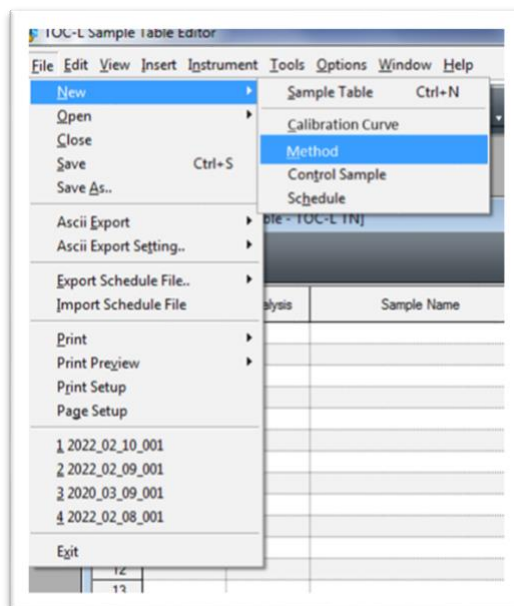 TOC-L Sample Table Editor
File Edit View Insert Instrument Tools Options Window Help
New
Open
Close
Save Ctrl+S
Save As..
Ascii Export
Ascii Export Setting..
Export Schedule File..
Import Schedule File
Print
Print Preview
Print Setup
Page Setup
1 2022_02_10_001
2 2022_02_09_001
3 2020_03_09_001
4 2022_02_08_001
Exit
Sample Table Ctrl+N
Calibration Curve
Method
Control Sample
Schedule
ble - TOC-L TN]
alysis Sample Name
12
13